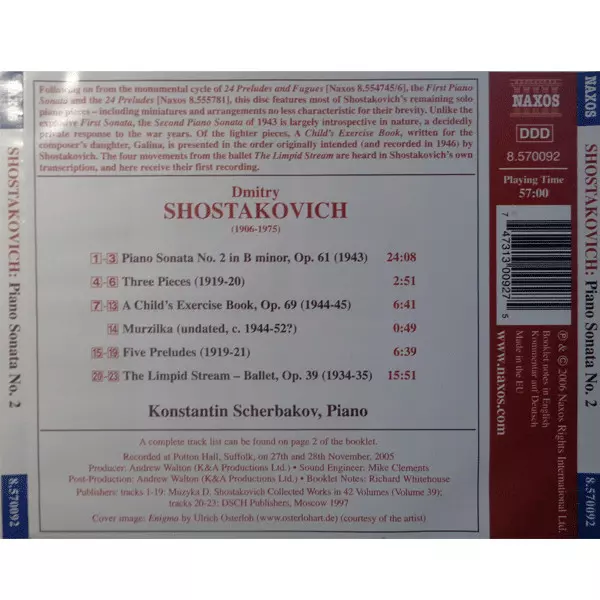 Following on from the monumental cycle of 24 Preludes and Fugues [Naxos 8.554745/6], the First Piano
Sonata and the 24 Preludes [Naxos 8.555781], this disc features most of Shostakovich's remaining solo
piano pieces – including miniatures and arrangements no less characteristic for their brevity. Unlike the
explosive First Sonata, the Second Piano Sonata of 1943 is largely introspective in nature, a decidedly
private response to the war years. Of the lighter pieces, A Child's Exercise Book, written for the
composer's daughter, Galina, is presented in the order originally intended (and recorded in 1946) by
Shostakovich. The four movements from the ballet The Limpid Stream are heard in Shostakovich's own
transcription, and here receive their first recording.
Dmitry
SHOSTAKOVICH
(1906-1975)
1 - 3 Piano Sonata No. 2 in B minor, Op. 61 (1943) 24:08
4 - 6 Three Pieces (1919-20) 2:51
7 - 13 A Child's Exercise Book, Op. 69 (1944-45) 6:41
14 Murzilka (undated, c. 1944-52?) 0:49
15 - 19 Five Preludes (1919-21) 6:39
20 - 23 The Limpid Stream – Ballet, Op. 39 (1934-35) 15:51
Konstantin Scherbakov, Piano
A complete track list can be found on page 2 of the booklet.
Recorded at Potton Hall, Suffolk, on 27th and 28th November, 2005
Producer: Andrew Walton (K&A Productions Ltd.) • Sound Engineer: Mike Clements
Post-Production: Andrew Walton (K&A Productions Ltd.) • Booklet Notes: Richard Whitehouse
Publishers: tracks 1-19: Muzyka D. Shostakovich Collected Works in 42 Volumes (Volume 39);
tracks 20-23: DSCH Publishers, Moscow 1997
Cover image: Enigma by Ulrich Osterloh (www.osterlohart.de) (courtesy of the artist)
NAXOS
DDD
8.570092
Playing Time
57:00
7 47313 00927 5
www.naxos.com
℗ & © 2006 Naxos Rights International Ltd.
Booklet notes in English
Kommentar auf Deutsch
Made in the EU
NAXOS
SHOSTAKOVICH: Piano Sonata No. 2
8.570092
NAXOS
SHOSTAKOVICH: Piano Sonata No. 2
8.570092